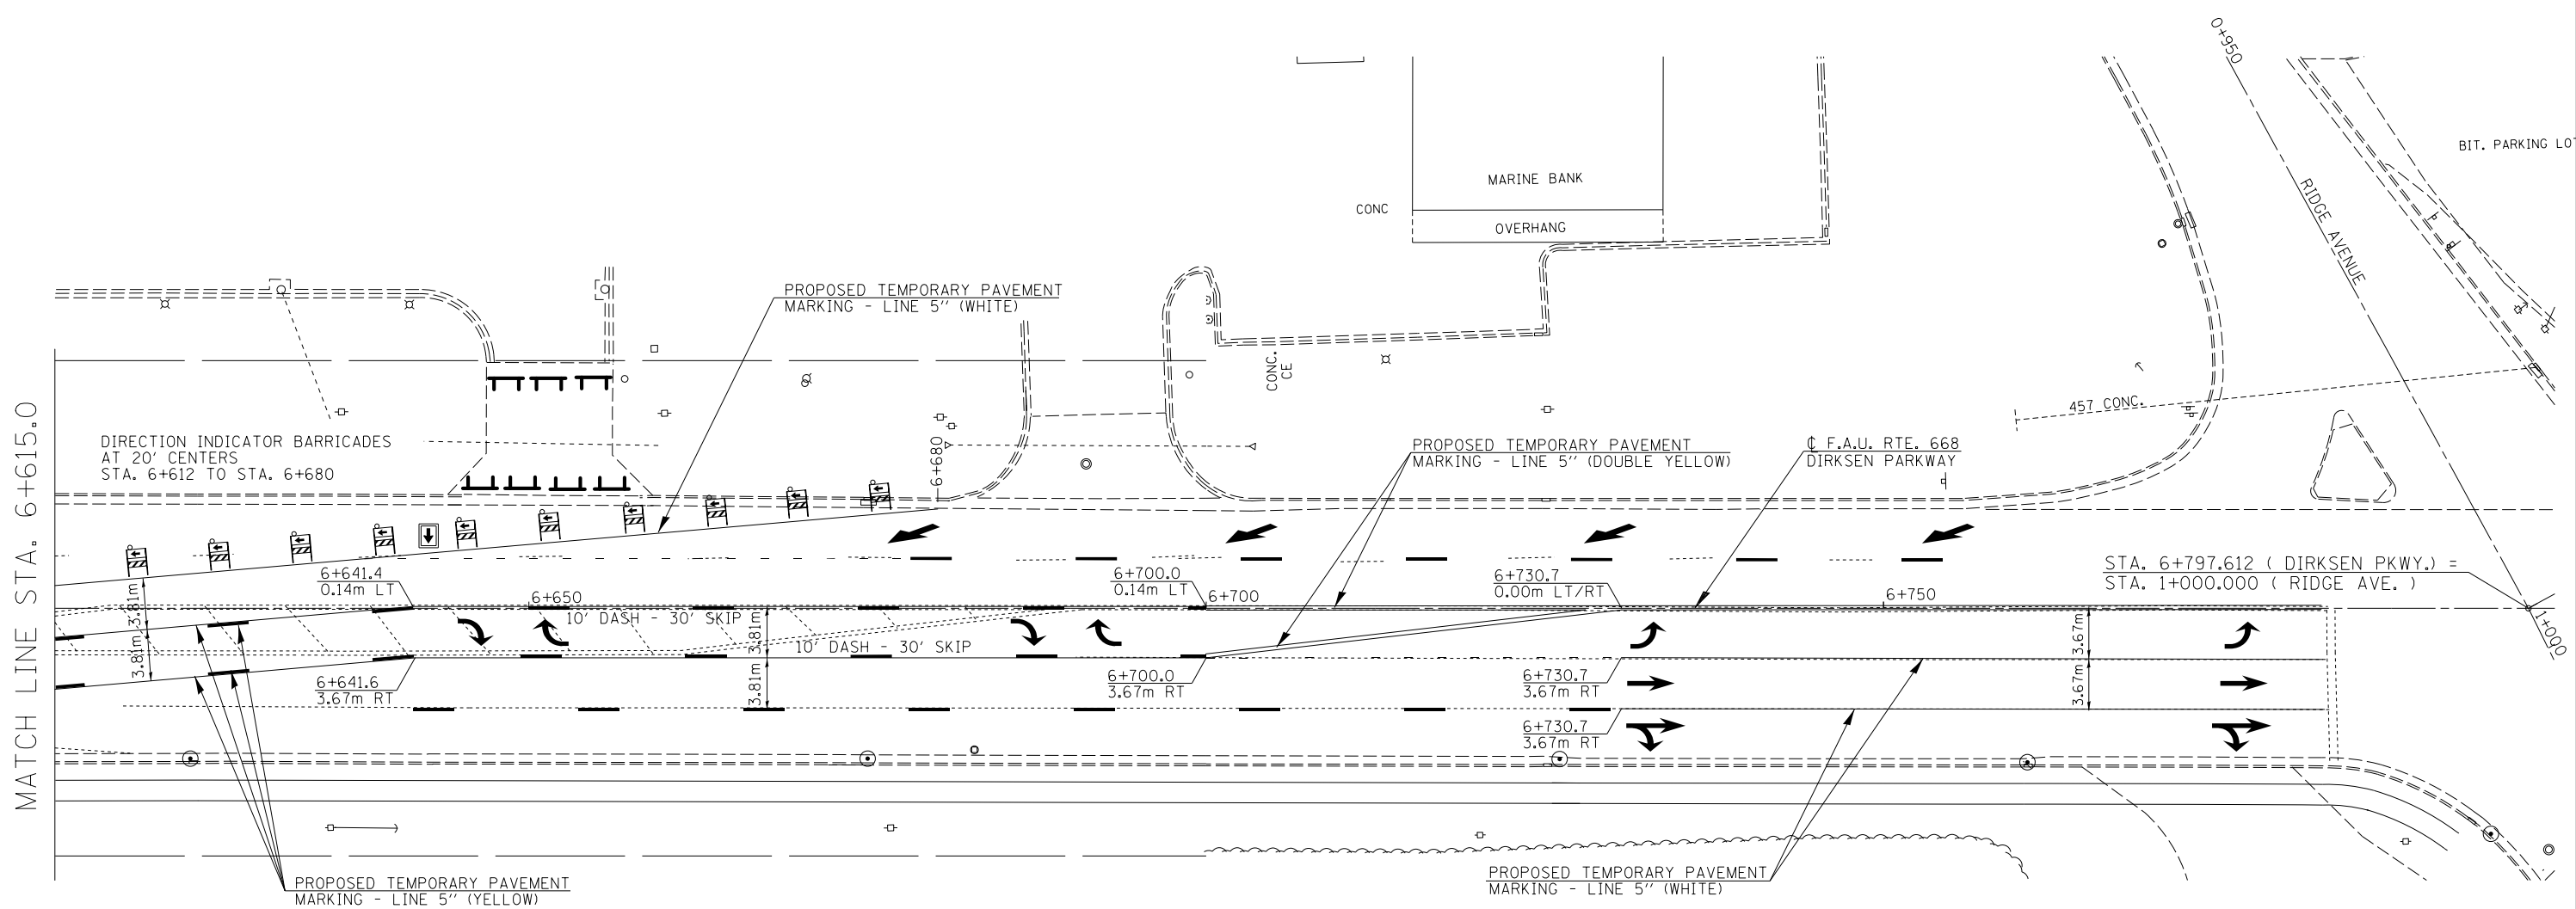 MATCH LINE STA. 6+615.0
0+950
RIDGE AVENUE
BIT. PARKING LOT
MARINE BANK
CONC
OVERHANG
PROPOSED TEMPORARY PAVEMENT
MARKING - LINE 5" (WHITE)
CONC.
CE
457 CONC.
DIRECTION INDICATOR BARRICADES
AT 20' CENTERS
STA. 6+612 TO STA. 6+680
6+680
PROPOSED TEMPORARY PAVEMENT
MARKING - LINE 5" (DOUBLE YELLOW)
℄ F.A.U. RTE. 668
DIRKSEN PARKWAY
STA. 6+797.612 ( DIRKSEN PKWY.) =
STA. 1+000.000 ( RIDGE AVE. )
1+000
3.81m
3.81m
6+641.4
0.14m LT
6+650
10' DASH - 30' SKIP
10' DASH - 30' SKIP
3.81m
3.81m
6+700.0
0.14m LT
6+700
6+730.7
0.00m LT/RT
6+750
3.67m
3.67m
6+641.6
3.67m RT
6+700.0
3.67m RT
6+730.7
3.67m RT
6+730.7
3.67m RT
PROPOSED TEMPORARY PAVEMENT
MARKING - LINE 5" (YELLOW)
PROPOSED TEMPORARY PAVEMENT
MARKING - LINE 5" (WHITE)